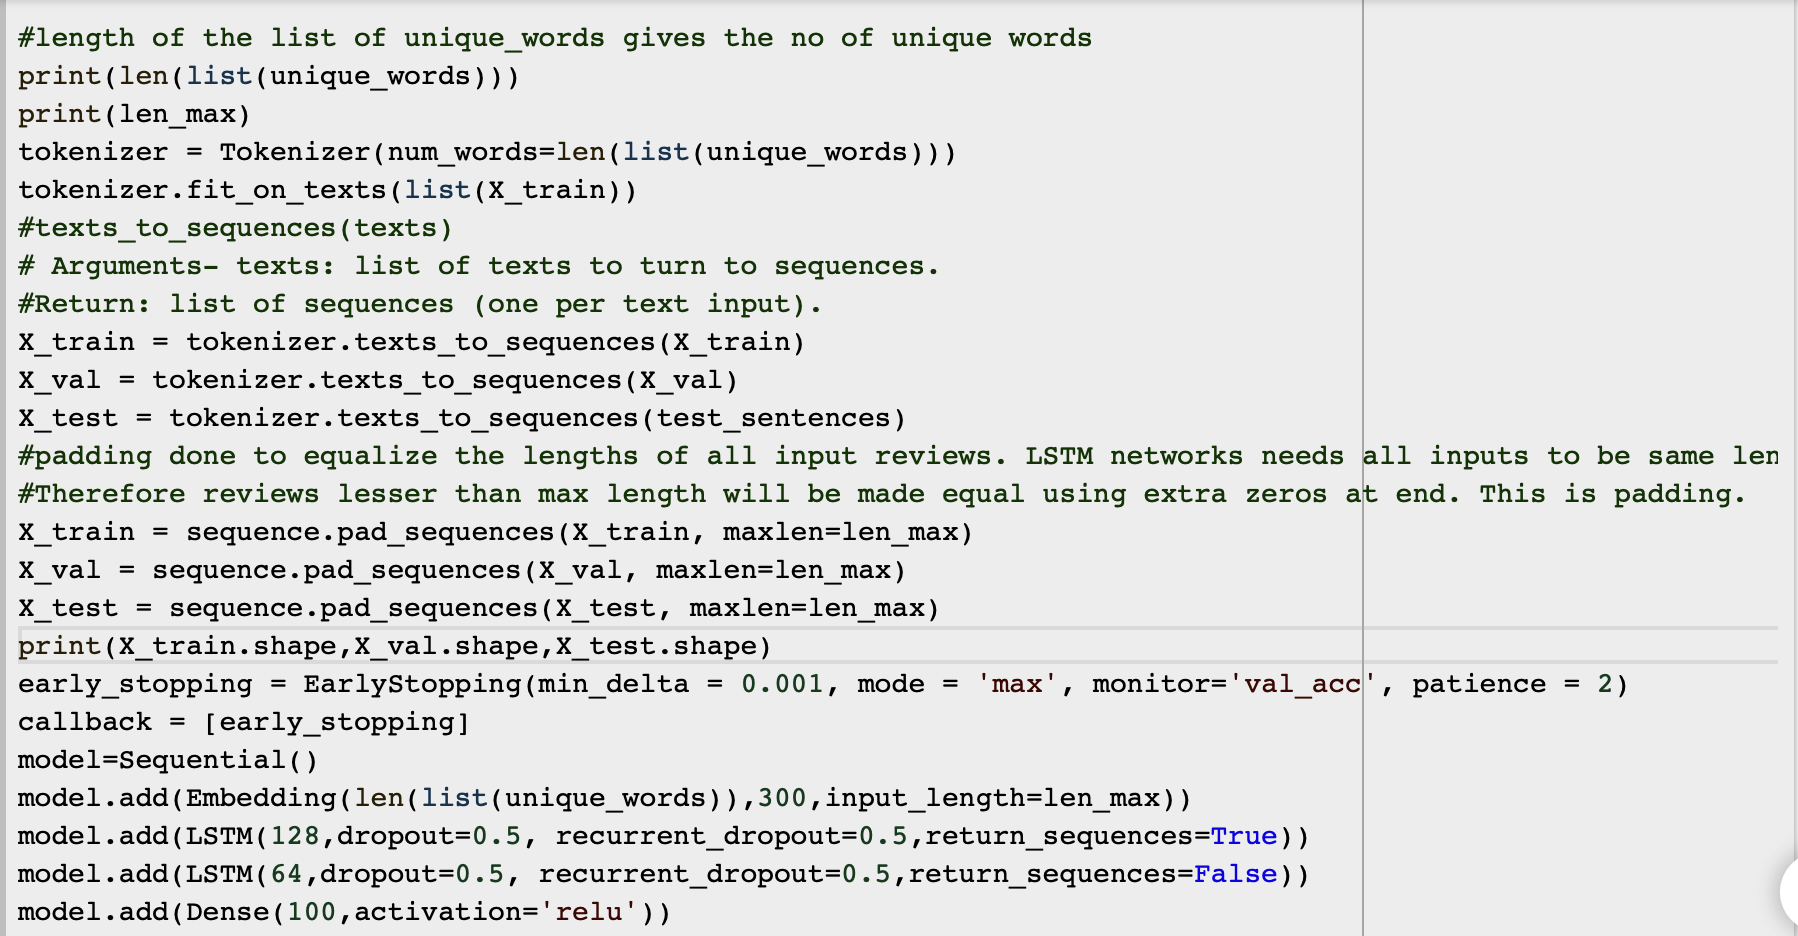 #length of the list of unique_words gives the no of unique words
print(len(list(unique_words)))
print(len_max)
tokenizer = Tokenizer(num_words=len(list(unique_words)))
tokenizer.fit_on_texts(list(X_train))
#texts_to_sequences(texts)
# Arguments- texts: list of texts to turn to sequences.
#Return: list of sequences (one per text input).
X_train = tokenizer.texts_to_sequences(X_train)
X_val = tokenizer.texts_to_sequences(X_val)
X_test = tokenizer.texts_to_sequences(test_sentences)
#padding done to equalize the lengths of all input reviews. LSTM networks needs all inputs to be same len
#Therefore reviews lesser than max length will be made equal using extra zeros at end. This is padding.
X_train = sequence.pad_sequences(X_train, maxlen=len_max)
X_val = sequence.pad_sequences(X_val, maxlen=len_max)
X_test = sequence.pad_sequences(X_test, maxlen=len_max)
print(X_train.shape,X_val.shape,X_test.shape)
early_stopping = EarlyStopping(min_delta = 0.001, mode = 'max', monitor='val_acc', patience = 2)
callback = [early_stopping]
model=Sequential()
model.add(Embedding(len(list(unique_words)),300,input_length=len_max))
model.add(LSTM(128,dropout=0.5, recurrent_dropout=0.5,return_sequences=True))
model.add(LSTM(64,dropout=0.5, recurrent_dropout=0.5,return_sequences=False))
model.add(Dense(100,activation='relu'))